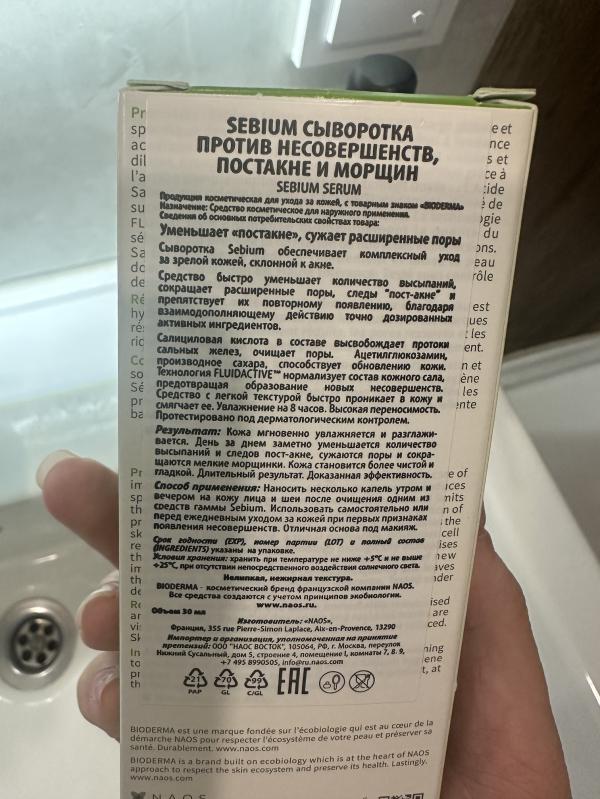 SEBIUM СЫВОРОТКА
ПРОТИВ НЕСОВЕРШЕНСТВ,
ПОСТАКНЕ И МОРЩИН
SEBIUM SERUM
Продукция косметическая для ухода за кожей, с товарным знаком «BIODERMA»
Назначение: Средство косметическое для наружного применения.
Сведения об основных потребительских свойствах товара:
Уменьшает «постакне», сужает расширенные поры
Сыворотка Sebium обеспечивает комплексный уход
за зрелой кожей, склонной к акне.
Средство быстро уменьшает количество высыпаний,
сокращает расширенные поры, следы "пост-акне" и
препятствует их повторному появлению, благодаря
взаимодополняющему действию точно дозированных
активных ингредиентов.
Салициловая кислота в составе высвобождает протоки
сальных желез, очищает поры. Ацетилглюкозамин,
производное сахара, способствует обновлению кожи.
Технология FLUIDACTIVE™ нормализует состав кожного сала,
предотвращая образование новых несовершенств.
Средство с легкой текстурой быстро проникает в кожу и
смягчает ее. Увлажнение на 8 часов. Высокая переносимость.
Протестировано под дерматологическим контролем.
Результат: Кожа мгновенно увлажняется и разглажи-
вается. День за днем заметно уменьшается количество
высыпаний и следов пост-акне, сужаются поры и сокра-
щаются мелкие морщинки. Кожа становится более чистой и
гладкой. Длительный результат. Доказанная эффективность.
Способ применения: Наносить несколько капель утром и
вечером на кожу лица и шеи после очищения одним из
средств гаммы Sebium. Использовать самостоятельно или
перед ежедневным уходом за кожей при первых признаках
появления несовершенств. Отличная основа под макияж.
Срок годности (EXP), номер партии (LOT) и полный состав
(INGREDIENTS) указаны на упаковке.
Условия хранения: хранить при температуре не ниже +5°C и не выше
+25°C, при отсутствии непосредственного воздействия солнечного света.
Нелипкая, нежирная текстура.
BIODERMA - косметический бренд французской компании NAOS.
Все средства создаются с учетом принципов экобиологии.
www.naos.ru.
Объем 30 мл
Изготовитель: «NAOS»,
Франция, 355 rue Pierre-Simon Laplace, Aix-en-Provence, 13290
Импортер и организация, уполномоченная на принятие
претензий: ООО "НАОС ВОСТОК", 105064, РФ, г. Москва, переулок
Нижний Сусальный, дом 5, строение 4, помещение I, комнаты 7, 8, 9,
+7 495 8990505, info@ru.naos.com
21 PAP
70 GL
99 C/GL
EAC
BIODERMA est une marque fondée sur l'écobiologie qui est au cœur de la
démarche NAOS pour respecter l'écosystème de votre peau et préserver sa
santé. Durablement. www.naos.com
BIODERMA is a brand built on ecobiology which is at the heart of NAOS
approach to respect the skin ecosystem and preserve its health. Lastingly.
www.naos.com
NAOS